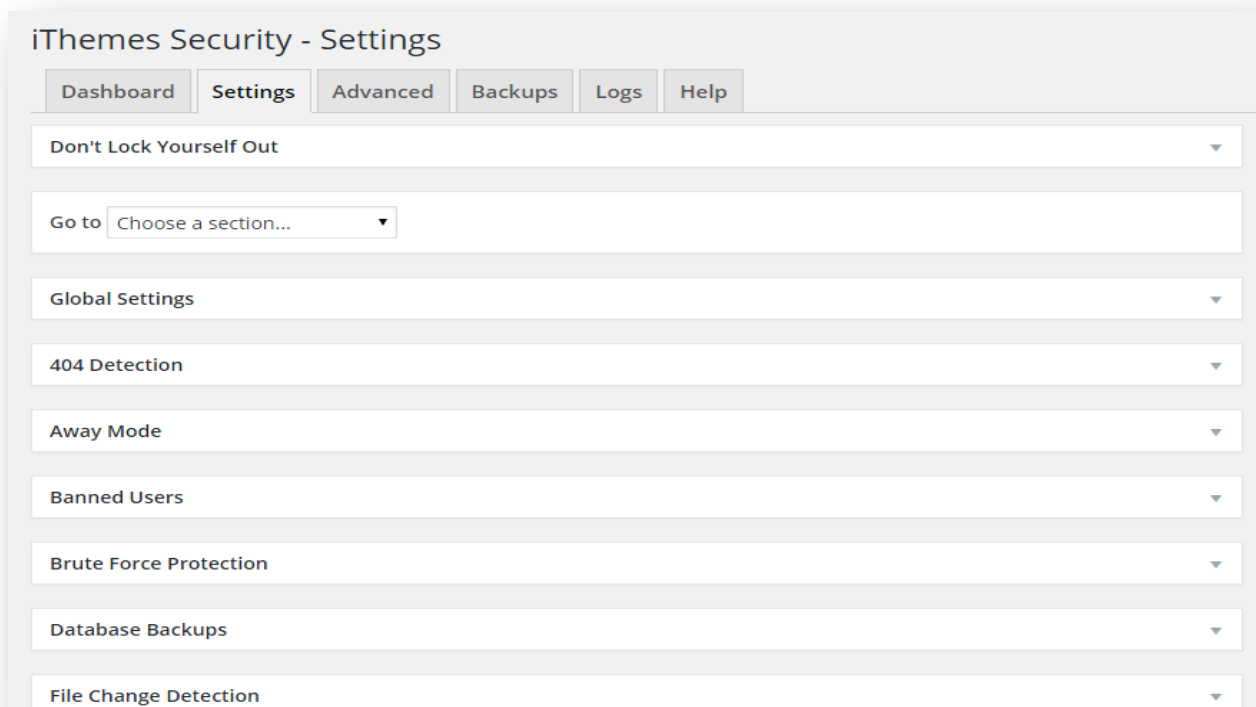 iThemes Security - Settings
Dashboard Settings Advanced Backups Logs Help
Don't Lock Yourself Out
Go to Choose a section...
Global Settings
404 Detection
Away Mode
Banned Users
Brute Force Protection
Database Backups
File Change Detection